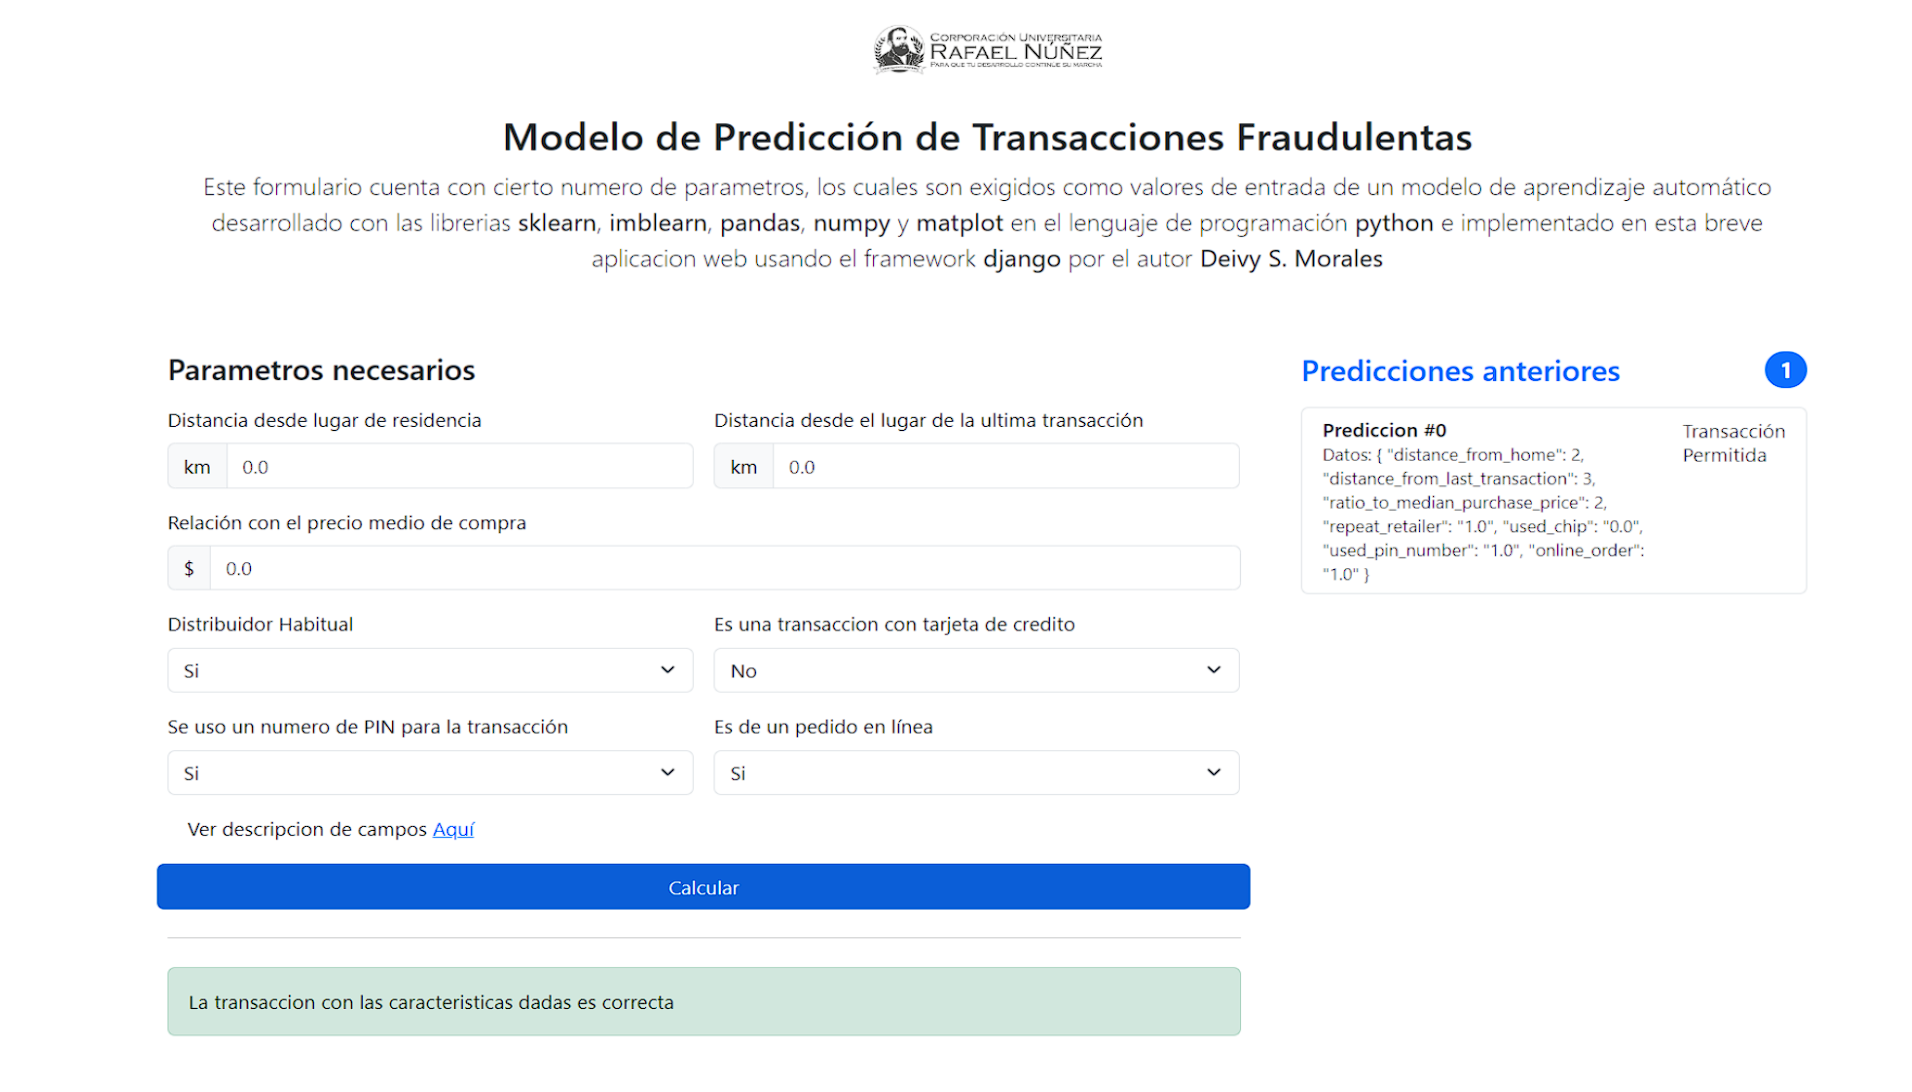 CORPORACIÓN UNIVERSITARIA
RAFAEL NÚÑEZ
PARA QUE TU DESARROLLO CONTINÚE SU MARCHA
Modelo de Predicción de Transacciones Fraudulentas
Este formulario cuenta con cierto numero de parametros, los cuales son exigidos como valores de entrada de un modelo de aprendizaje automático
desarrollado con las librerias sklearn, imblearn, pandas, numpy y matplot en el lenguaje de programación python e implementado en esta breve
aplicacion web usando el framework django por el autor Deivy S. Morales
Parametros necesarios
Distancia desde lugar de residencia
km 0.0
Distancia desde el lugar de la ultima transacción
km 0.0
Relación con el precio medio de compra
$ 0.0
Distribuidor Habitual
Si
Es una transaccion con tarjeta de credito
No
Se uso un numero de PIN para la transacción
Si
Es de un pedido en línea
Si
Ver descripcion de campos Aquí
Calcular
La transaccion con las caracteristicas dadas es correcta
Predicciones anteriores 1
Prediccion #0
Datos: { "distance_from_home": 2,
"distance_from_last_transaction": 3,
"ratio_to_median_purchase_price": 2,
"repeat_retailer": "1.0", "used_chip": "0.0",
"used_pin_number": "1.0", "online_order":
"1.0" }
Transacción
Permitida